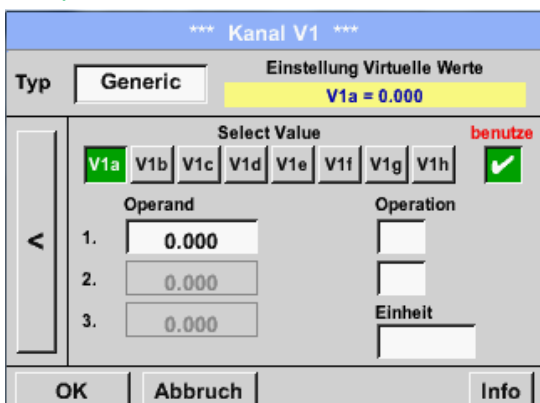 *** Kanal V1 ***
Typ Generic Einstellung Virtuelle Werte
V1a = 0.000
Select Value benutze
V1a V1b V1c V1d V1e V1f V1g V1h
Operand Operation
< 1. 0.000
2. 0.000
3. 0.000 Einheit
OK Abbruch Info